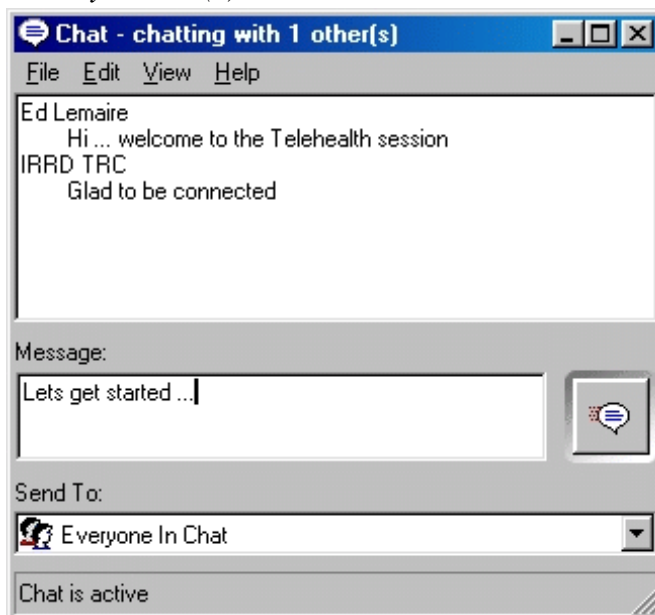 Chat - chatting with 1 other(s)
File Edit View Help
Ed Lemaire
Hi ... welcome to the Telehealth session
IRRD TRC
Glad to be connected
Message:
Lets get started ...
Send To:
Everyone In Chat
Chat is active